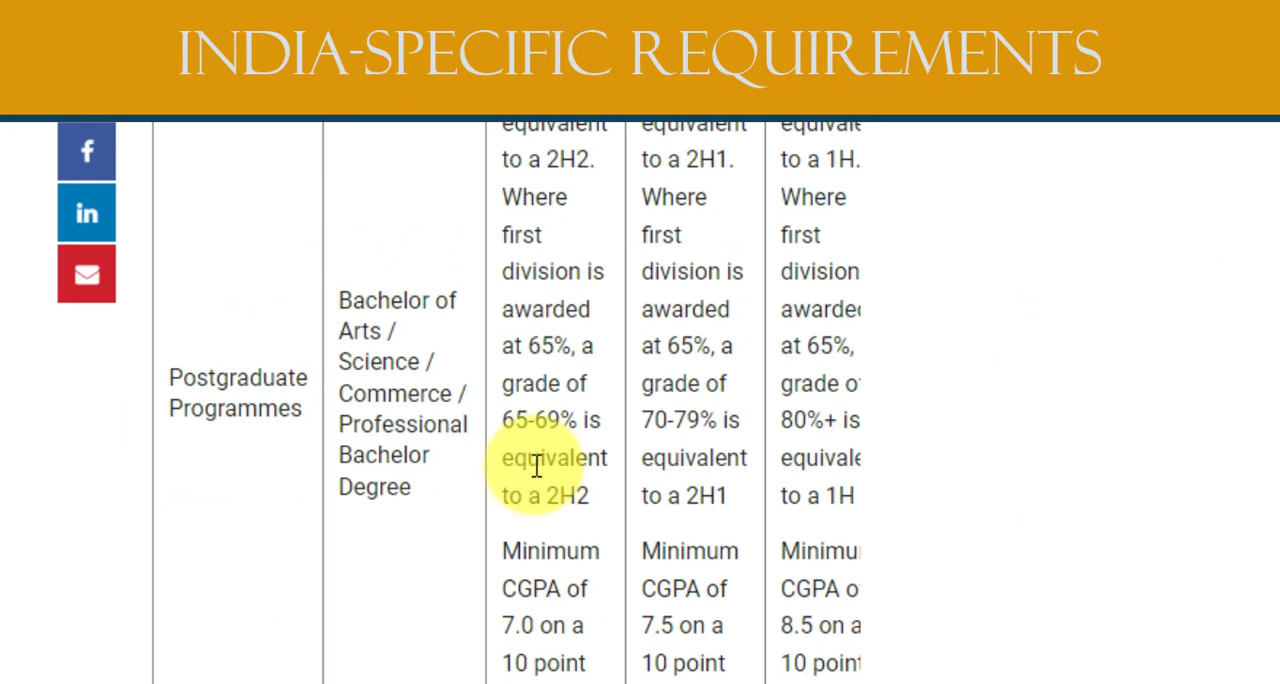 INDIA-SPECIFIC REQUIREMENTS
f
in
Postgraduate
Programmes
Bachelor of
Arts /
Science /
Commerce /
Professional
Bachelor
Degree
equivalent
to a 2H2.
Where
first
division is
awarded
at 65%, a
grade of
65-69% is
equivalent
to a 2H2
Minimum
CGPA of
7.0 on a
10 point
equivalent
to a 2H1.
Where
first
division is
awarded
at 65%, a
grade of
70-79% is
equivalent
to a 2H1
Minimum
CGPA of
7.5 on a
10 point
to a 1H.
Where
first
division
at 65%,
grade
80%+ is
to a 1H
CGPA
8.5 on a
10